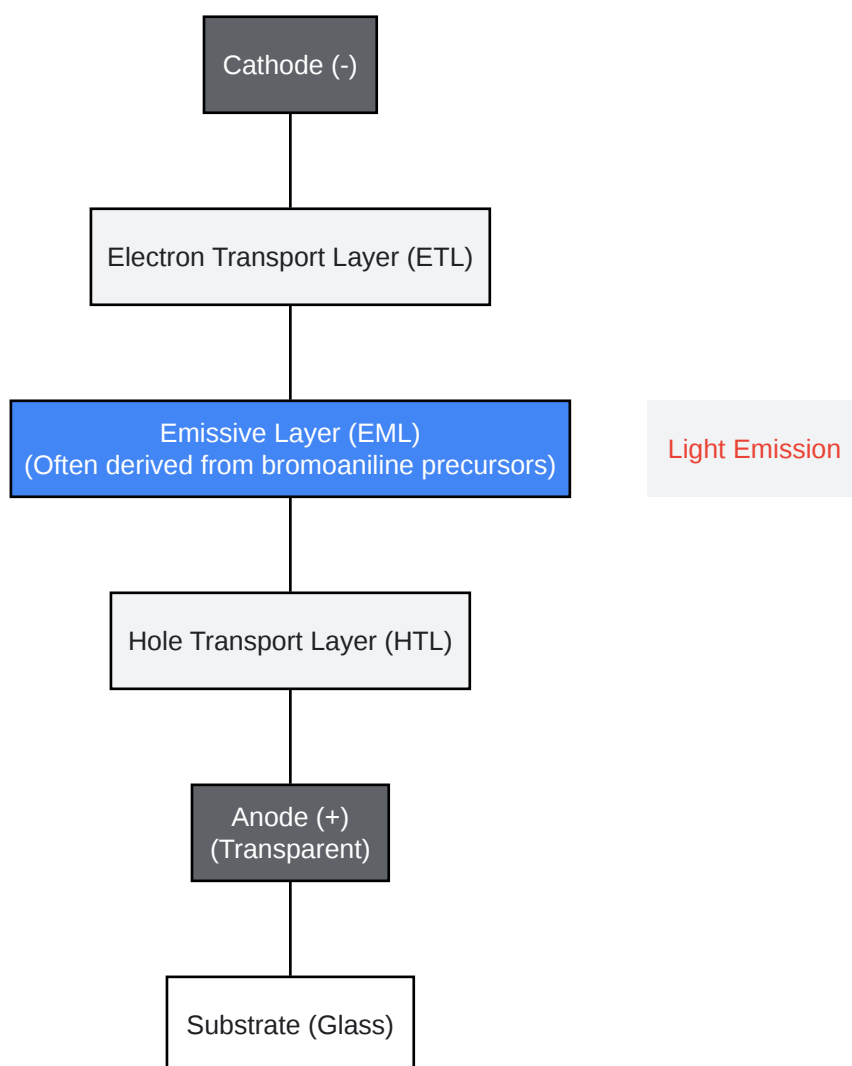 Cathode (-)
Electron Transport Layer (ETL)
Emissive Layer (EML)
(Often derived from bromoaniline precursors)
Light Emission
Hole Transport Layer (HTL)
Anode (+)
(Transparent)
Substrate (Glass)